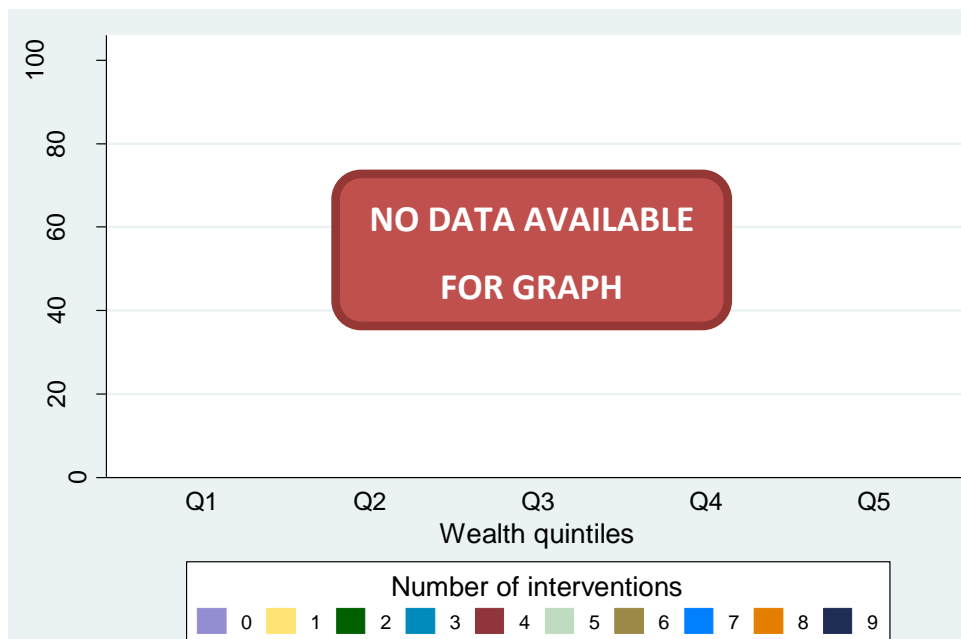 100
80
60
40
20
0
NO DATA AVAILABLE
FOR GRAPH
Q1 Q2 Q3 Q4 Q5
Wealth quintiles
Number of interventions
0 1 2 3 4 5 6 7 8 9